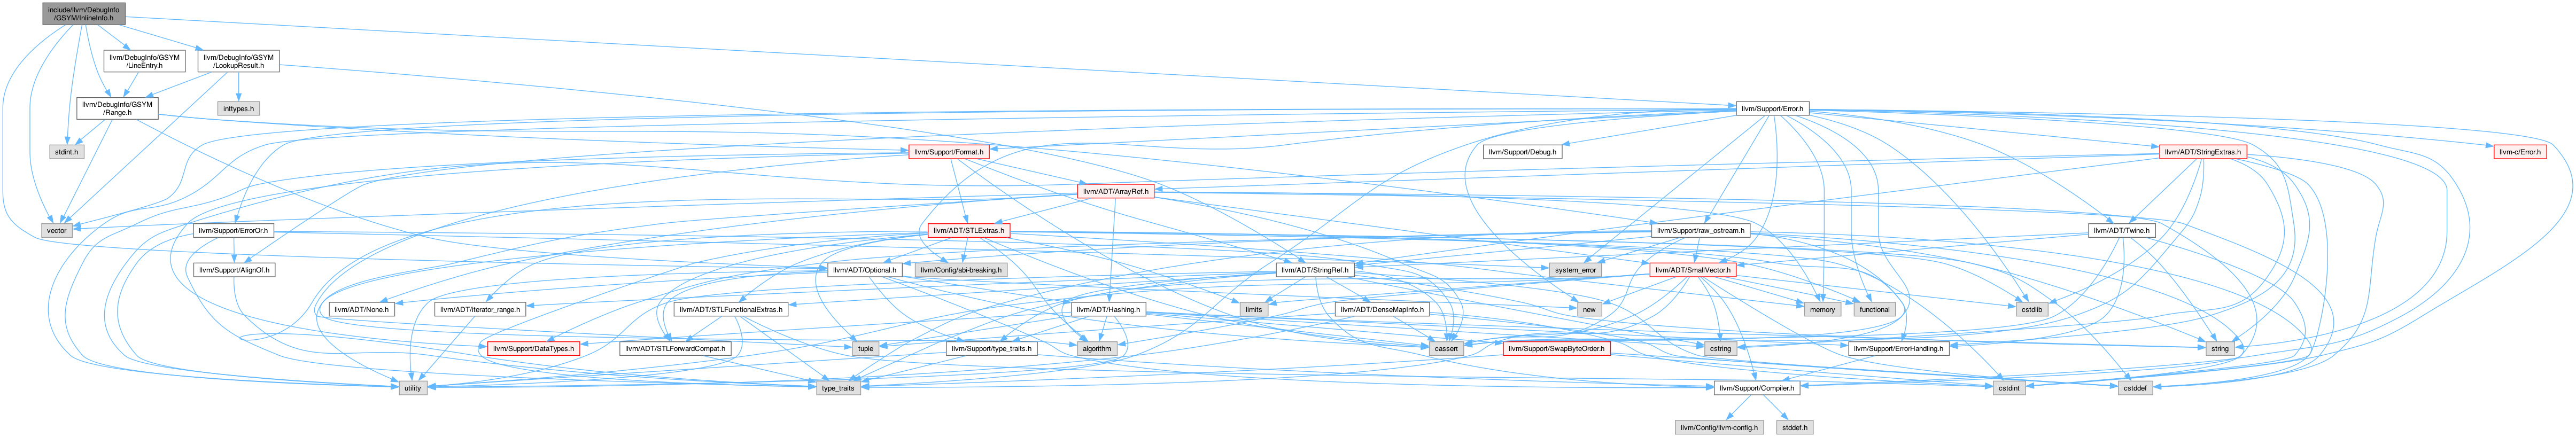 include/llvm/DebugInfo
/GSYM/InlineInfo.h
llvm/DebugInfo/GSYM
/LineEntry.h
llvm/DebugInfo/GSYM
/LookupResult.h
llvm/DebugInfo/GSYM
/Range.h
inttypes.h
llvm/Support/Error.h
stdint.h
llvm/Support/Format.h
llvm/Support/Debug.h
llvm/ADT/StringExtras.h
llvm-c/Error.h
llvm/ADT/ArrayRef.h
vector
llvm/Support/ErrorOr.h
llvm/ADT/STLExtras.h
llvm/Support/raw_ostream.h
llvm/ADT/Twine.h
llvm/Support/AlignOf.h
llvm/ADT/Optional.h
llvm/Config/abi-breaking.h
llvm/ADT/StringRef.h
system_error
llvm/ADT/SmallVector.h
llvm/ADT/None.h
llvm/ADT/iterator_range.h
llvm/ADT/STLFunctionalExtras.h
llvm/ADT/Hashing.h
limits
llvm/ADT/DenseMapInfo.h
new
memory
functional
cstdlib
llvm/Support/DataTypes.h
llvm/ADT/STLForwardCompat.h
tuple
llvm/Support/type_traits.h
algorithm
cassert
llvm/Support/SwapByteOrder.h
cstring
llvm/Support/ErrorHandling.h
string
utility
type_traits
llvm/Support/Compiler.h
cstdint
cstddef
llvm/Config/llvm-config.h
stddef.h